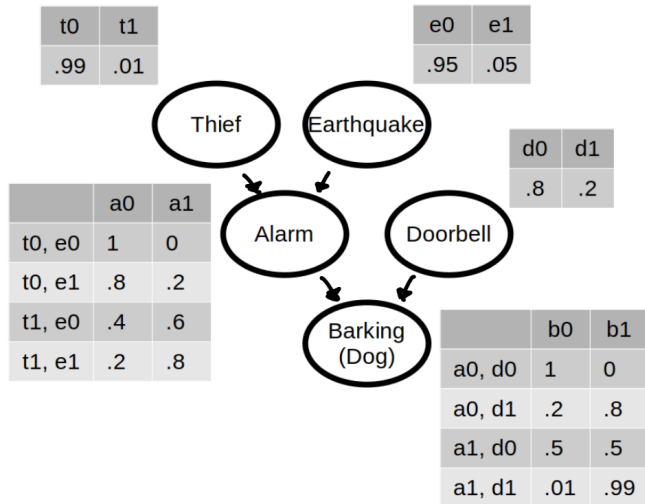 t0 t1
.99 .01
e0 e1
.95 .05
Thief
Earthquake
d0 d1
.8 .2
a0 a1
t0, e0 1 0
t0, e1 .8 .2
t1, e0 .4 .6
t1, e1 .2 .8
Alarm
Doorbell
Barking
(Dog)
b0 b1
a0, d0 1 0
a0, d1 .2 .8
a1, d0 .5 .5
a1, d1 .01 .99